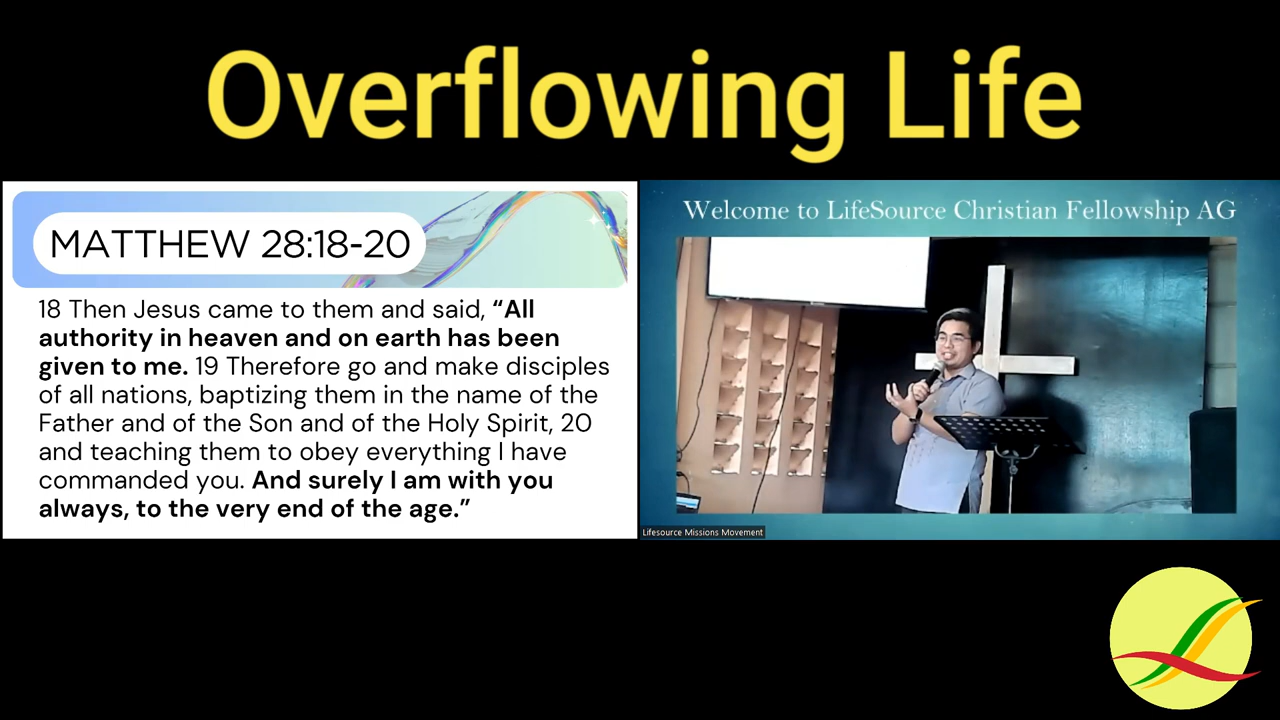 Overflowing Life
MATTHEW 28:18-20
18 Then Jesus came to them and said, “All
authority in heaven and on earth has been
given to me. 19 Therefore go and make disciples
of all nations, baptizing them in the name of the
Father and of the Son and of the Holy Spirit, 20
and teaching them to obey everything I have
commanded you. And surely I am with you
always, to the very end of the age.”
Welcome to LifeSource Christian Fellowship AG
Lifesource Missions Movement